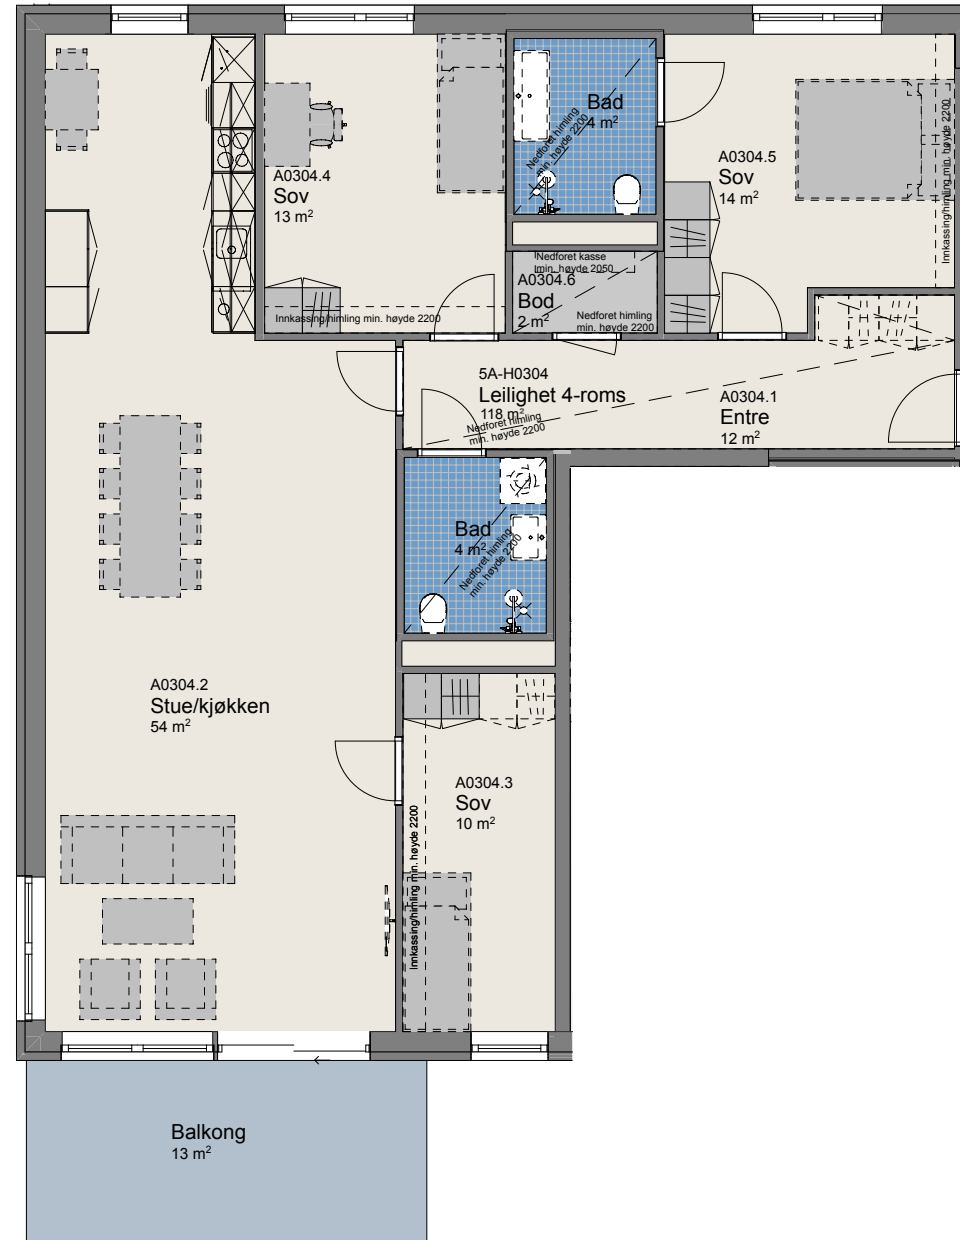 Bad
4 m²
Nedforet himling
min. høyde 2200
A0304.4
Sov
13 m²
A0304.5
Sov
14 m²
Innkassing/himling min. høyde 2200
Nedforet kasse
min. høyde 2050
A0304.6
Bod
2 m²
Nedforet himling
min. høyde 2200
Innkassing/himling min. høyde 2200
5A-H0304
Leilighet 4-roms
118 m²
Nedforet himling
min. høyde 2200
A0304.1
Entre
12 m²
Bad
4 m²
Nedforet himling
min. høyde 2200
A0304.2
Stue/kjøkken
54 m²
A0304.3
Sov
10 m²
Innkassing/himling min. høyde 2200
Balkong
13 m²